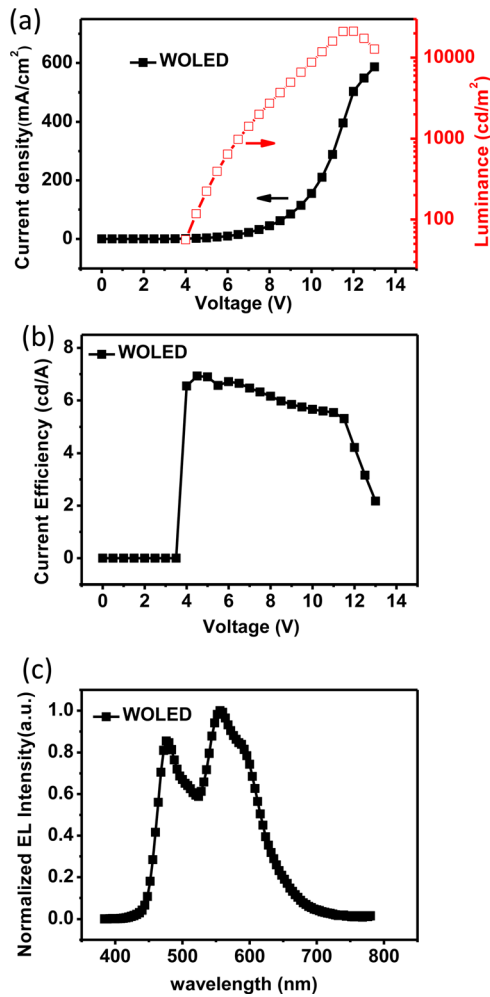 (a)
WOLED
Current density(mA/cm²)
600
400
200
0
0 2 4 6 8 10 12 14
Voltage (V)
10000
1000
100
Luminance (cd/m²)
(b)
WOLED
Current Efficiency (cd/A)
8
6
4
2
0
0 2 4 6 8 10 12 14
Voltage (V)
(c)
WOLED
Normalized EL Intensity(a.u.)
1.0
0.8
0.6
0.4
0.2
0.0
400 500 600 700 800
wavelength (nm)